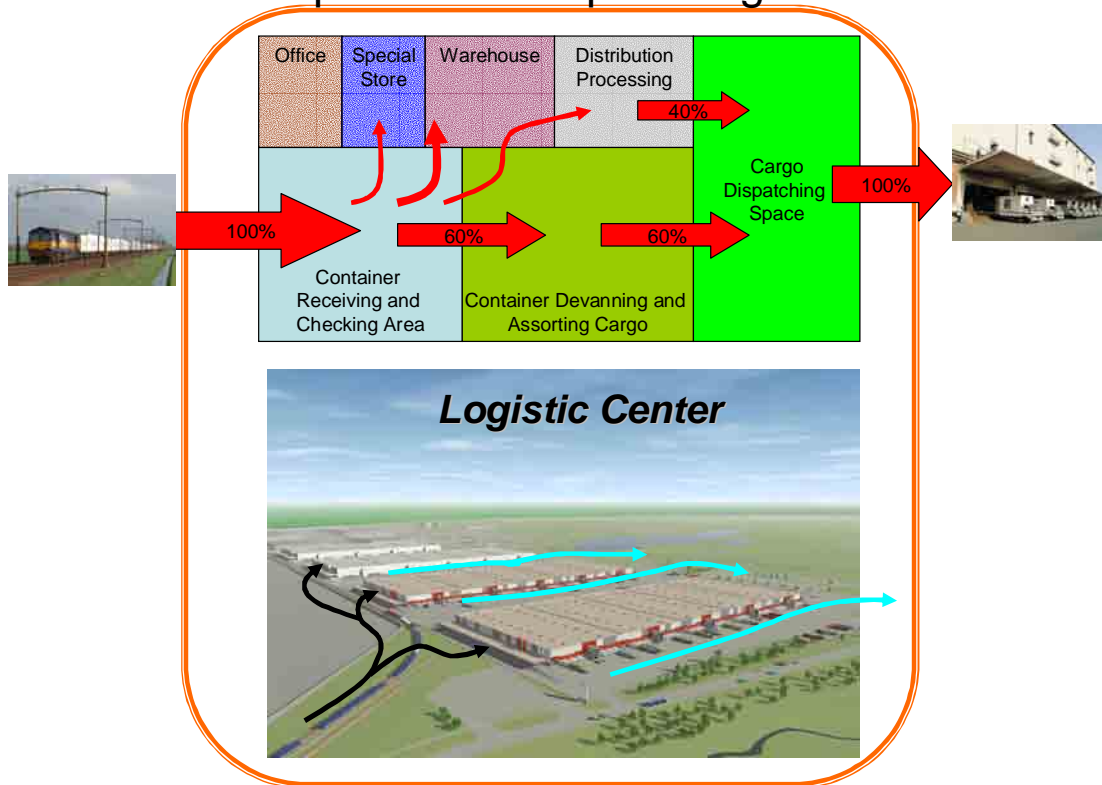 Office
Special
Store
Warehouse
Distribution
Processing
40%
Cargo
Dispatching
Space
100%
100%
60%
60%
Container
Receiving and
Checking Area
Container Devanning and
Assorting Cargo
Logistic Center